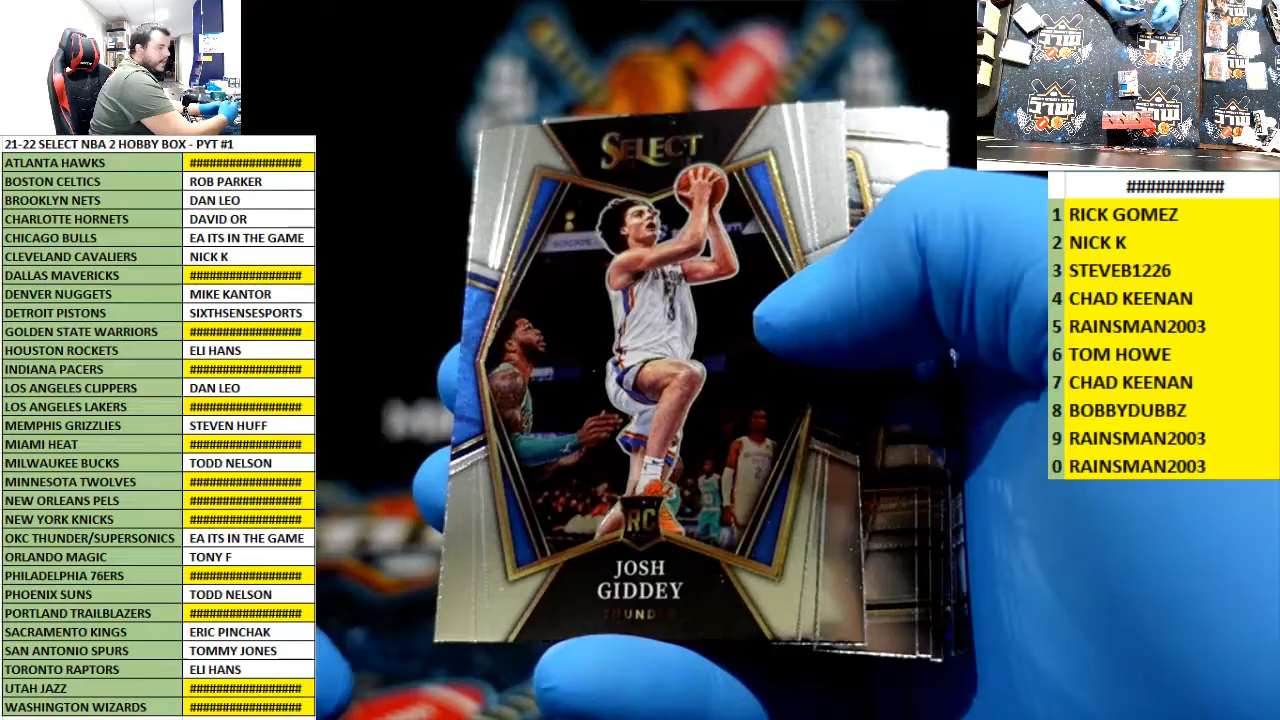 21-22 SELECT NBA 2 HOBBY BOX - PYT #1
ATLANTA HAWKS ################
BOSTON CELTICS ROB PARKER
BROOKLYN NETS DAN LEO
CHARLOTTE HORNETS DAVID OR
CHICAGO BULLS EA ITS IN THE GAME
CLEVELAND CAVALIERS NICK K
DALLAS MAVERICKS ################
DENVER NUGGETS MIKE KANTOR
DETROIT PISTONS SIXTHSENSESPORTS
GOLDEN STATE WARRIORS ################
HOUSTON ROCKETS ELI HANS
INDIANA PACERS ################
LOS ANGELES CLIPPERS DAN LEO
LOS ANGELES LAKERS ################
MEMPHIS GRIZZLIES STEVEN HUFF
MIAMI HEAT ################
MILWAUKEE BUCKS TODD NELSON
MINNESOTA TWOLVES ################
NEW ORLEANS PELS ################
NEW YORK KNICKS ################
OKC THUNDER/SUPERSONICS EA ITS IN THE GAME
ORLANDO MAGIC TONY F
PHILADELPHIA 76ERS ################
PHOENIX SUNS TODD NELSON
PORTLAND TRAILBLAZERS ################
SACRAMENTO KINGS ERIC PINCHAK
SAN ANTONIO SPURS TOMMY JONES
TORONTO RAPTORS ELI HANS
UTAH JAZZ ################
WASHINGTON WIZARDS ################
SELECT
3
RC
JOSH
GIDDEY
THUNDER
##########
1 RICK GOMEZ
2 NICK K
3 STEVEB1226
4 CHAD KEENAN
5 RAINSMAN2003
6 TOM HOWE
7 CHAD KEENAN
8 BOBBYDUBBZ
9 RAINSMAN2003
0 RAINSMAN2003